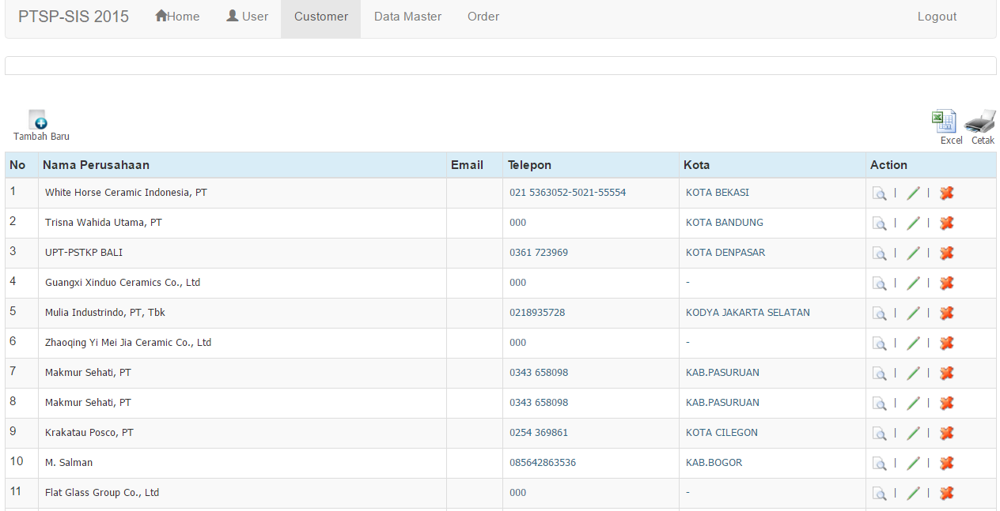 PTSP-SIS 2015 Home User Customer Data Master Order Logout
Tambah Baru Excel Cetak
No Nama Perusahaan Email Telepon Kota Action
1 White Horse Ceramic Indonesia, PT 021 5363052-5021-55554 KOTA BEKASI | |
2 Trisna Wahida Utama, PT 000 KOTA BANDUNG | |
3 UPT-PSTKP BALI 0361 723969 KOTA DENPASAR | |
4 Guangxi Xinduo Ceramics Co., Ltd 000 - | |
5 Mulia Industrindo, PT, Tbk 0218935728 KODYA JAKARTA SELATAN | |
6 Zhaoqing Yi Mei Jia Ceramic Co., Ltd 000 - | |
7 Makmur Sehati, PT 0343 658098 KAB.PASURUAN | |
8 Makmur Sehati, PT 0343 658098 KAB.PASURUAN | |
9 Krakatau Posco, PT 0254 369861 KOTA CILEGON | |
10 M. Salman 085642863536 KAB.BOGOR | |
11 Flat Glass Group Co., Ltd 000 - | |